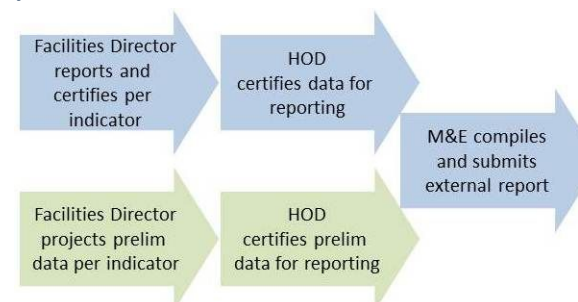 Facilities Director
reports and
certifies per
indicator
HOD
certifies data for
reporting
M&E compiles
and submits
external report
Facilities Director
projects prelim
data per indicator
HOD
certifies prelim
data for reporting